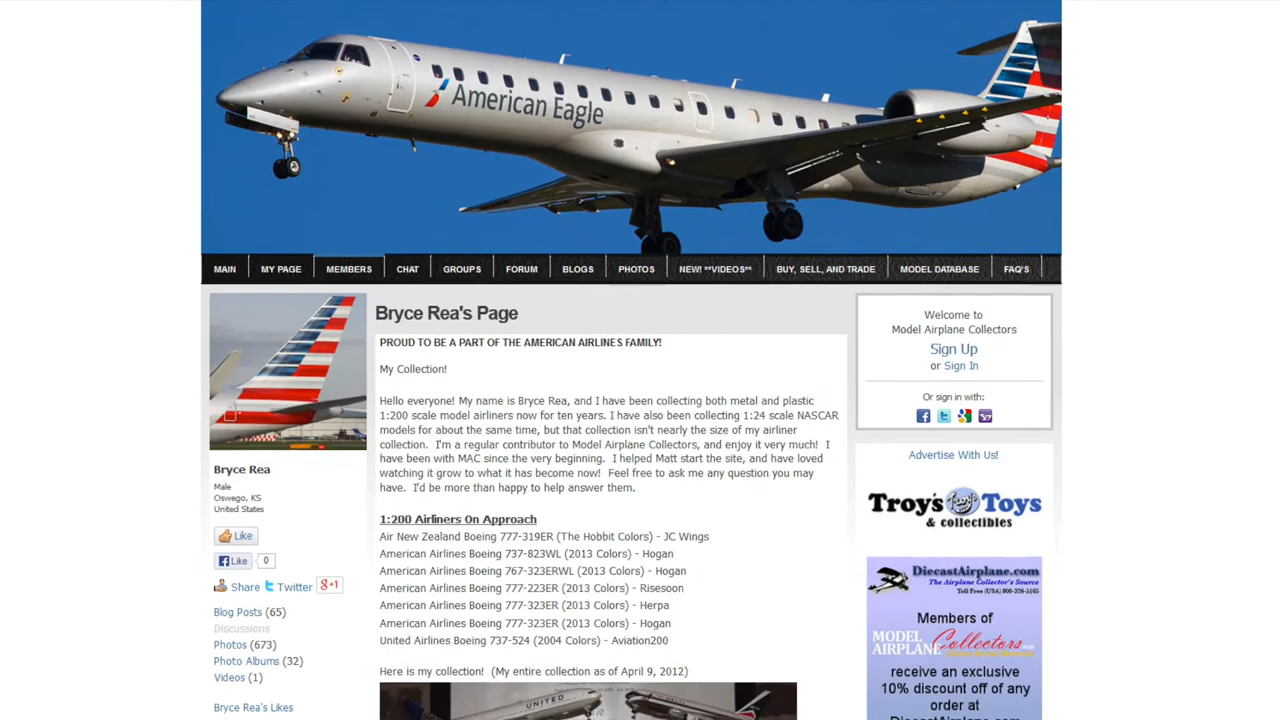 American Eagle
MAIN
MY PAGE
MEMBERS
CHAT
GROUPS
FORUM
BLOGS
PHOTOS
NEW! **VIDEOS**
BUY, SELL, AND TRADE
MODEL DATABASE
FAQ'S
Bryce Rea
Male
Oswego, KS
United States
Like
Like 0
Share Twitter +1
Blog Posts (65)
Discussions
Photos (673)
Photo Albums (32)
Videos (1)
Bryce Rea's Likes
Bryce Rea's Page
PROUD TO BE A PART OF THE AMERICAN AIRLINES FAMILY!
My Collection!
Hello everyone! My name is Bryce Rea, and I have been collecting both metal and plastic
1:200 scale model airliners now for ten years. I have also been collecting 1:24 scale NASCAR
models for about the same time, but that collection isn't nearly the size of my airliner
collection. I'm a regular contributor to Model Airplane Collectors, and enjoy it very much! I
have been with MAC since the very beginning. I helped Matt start the site, and have loved
watching it grow to what it has become now! Feel free to ask me any question you may
have. I'd be more than happy to help answer them.
1:200 Airliners On Approach
Air New Zealand Boeing 777-319ER (The Hobbit Colors) - JC Wings
American Airlines Boeing 737-823WL (2013 Colors) - Hogan
American Airlines Boeing 767-323ERWL (2013 Colors) - Hogan
American Airlines Boeing 777-223ER (2013 Colors) - Risesoon
American Airlines Boeing 777-323ER (2013 Colors) - Herpa
American Airlines Boeing 777-323ER (2013 Colors) - Hogan
United Airlines Boeing 737-524 (2004 Colors) - Aviation200
Here is my collection! (My entire collection as of April 9, 2012)
UNITED
Welcome to
Model Airplane Collectors
Sign Up
or Sign In
Or sign in with:
Advertise With Us!
Troy's Toys
& collectibles
DiecastAirplane.com
The Airplane Collector's Source
Toll Free (USA) 800-326-5165
Members of
MODEL
AIRPLANE Collectors
receive an exclusive
10% discount off of any
order at
DiecastAirplane.com